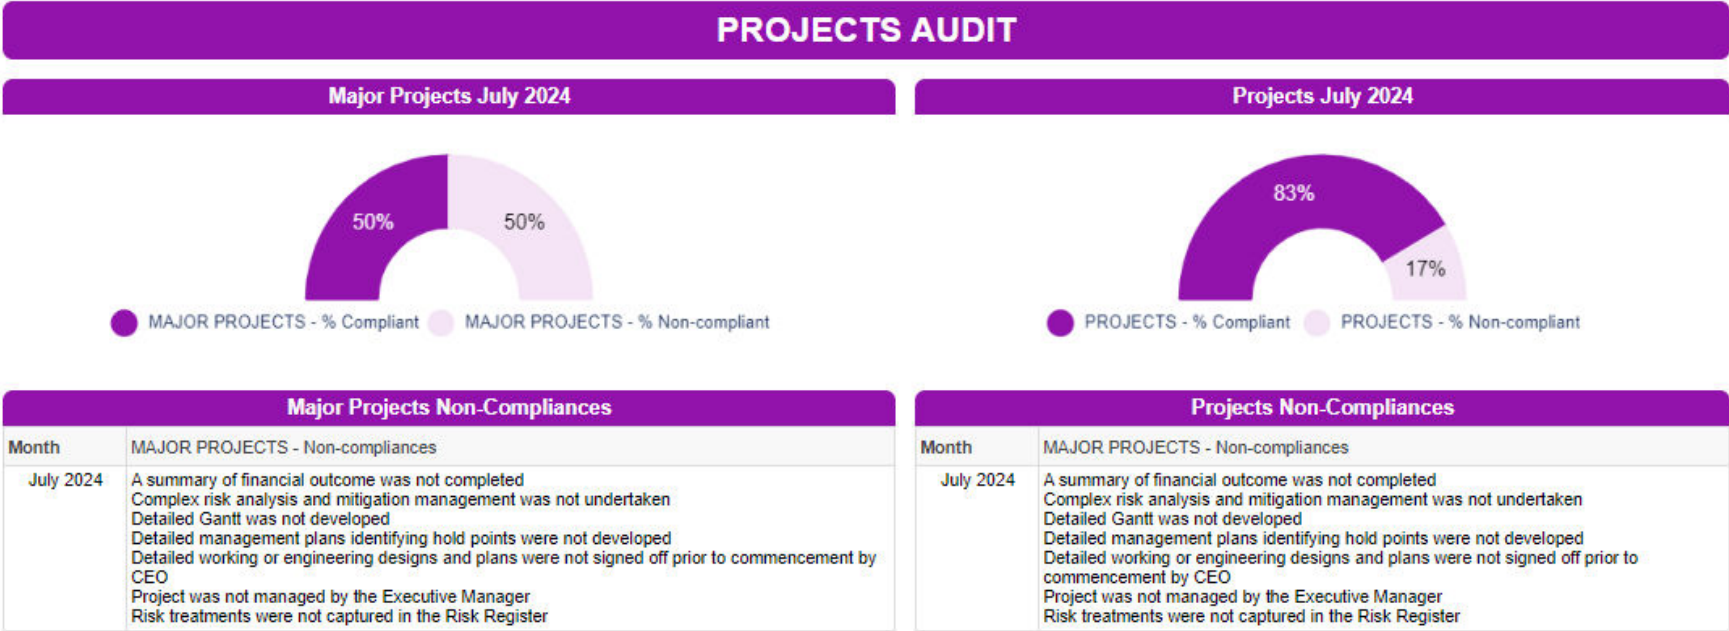 PROJECTS AUDIT
Major Projects July 2024
50%
50%
MAJOR PROJECTS - % Compliant
MAJOR PROJECTS - % Non-compliant
Projects July 2024
83%
17%
PROJECTS - % Compliant
PROJECTS - % Non-compliant
Major Projects Non-Compliances
Month
MAJOR PROJECTS - Non-compliances
July 2024
A summary of financial outcome was not completed
Complex risk analysis and mitigation management was not undertaken
Detailed Gantt was not developed
Detailed management plans identifying hold points were not developed
Detailed working or engineering designs and plans were not signed off prior to commencement by
CEO
Project was not managed by the Executive Manager
Risk treatments were not captured in the Risk Register
Projects Non-Compliances
Month
MAJOR PROJECTS - Non-compliances
July 2024
A summary of financial outcome was not completed
Complex risk analysis and mitigation management was not undertaken
Detailed Gantt was not developed
Detailed management plans identifying hold points were not developed
Detailed working or engineering designs and plans were not signed off prior to
commencement by CEO
Project was not managed by the Executive Manager
Risk treatments were not captured in the Risk Register